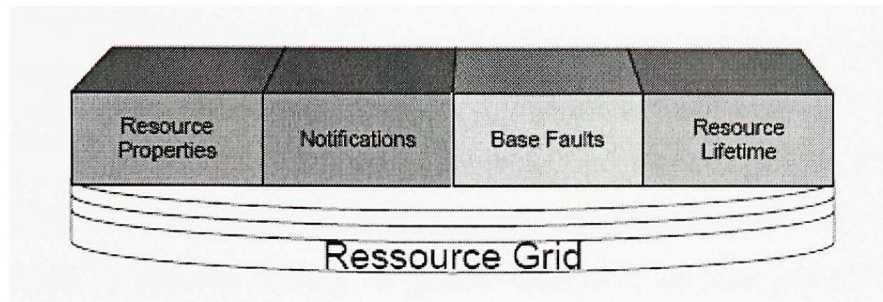 Resource
Properties
Notifications
Base Faults
Resource
Lifetime
Ressource Grid